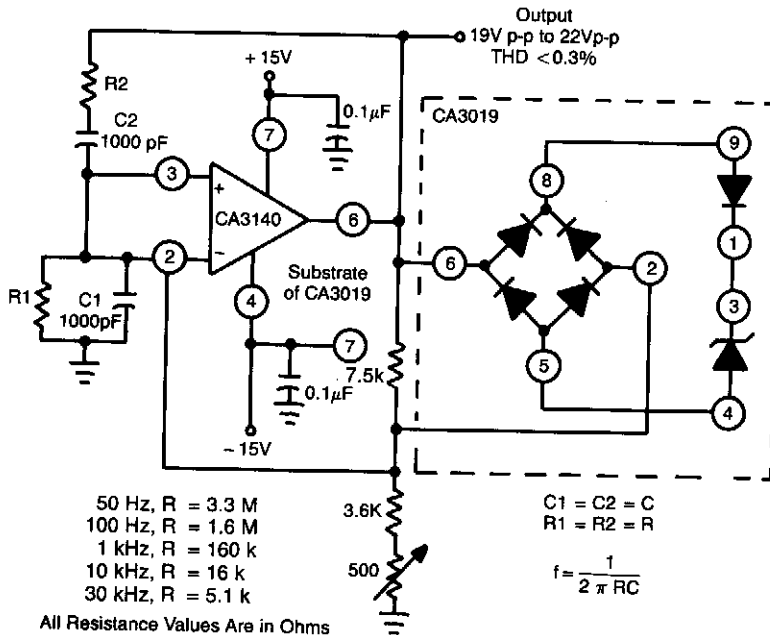 Output
19V p-p to 22Vp-p
THD <0.3%
+ 15V
R2
0.1μF
CA3019
C2
1000 pF
7
9
3
8
+
CA3140
6
1
−
2
6
2
Substrate
of CA3019
4
3
R1
C1
1000pF
7
5
7.5k
0.1μF
4
– 15V
50 Hz, R = 3.3 M
100 Hz, R = 1.6 M
1 kHz, R = 160 k
10 kHz, R = 16 k
30 kHz, R = 5.1 k
3.6K
500
C1 = C2 = C
R1 = R2 = R
f = 1
2 π RC
All Resistance Values Are in Ohms